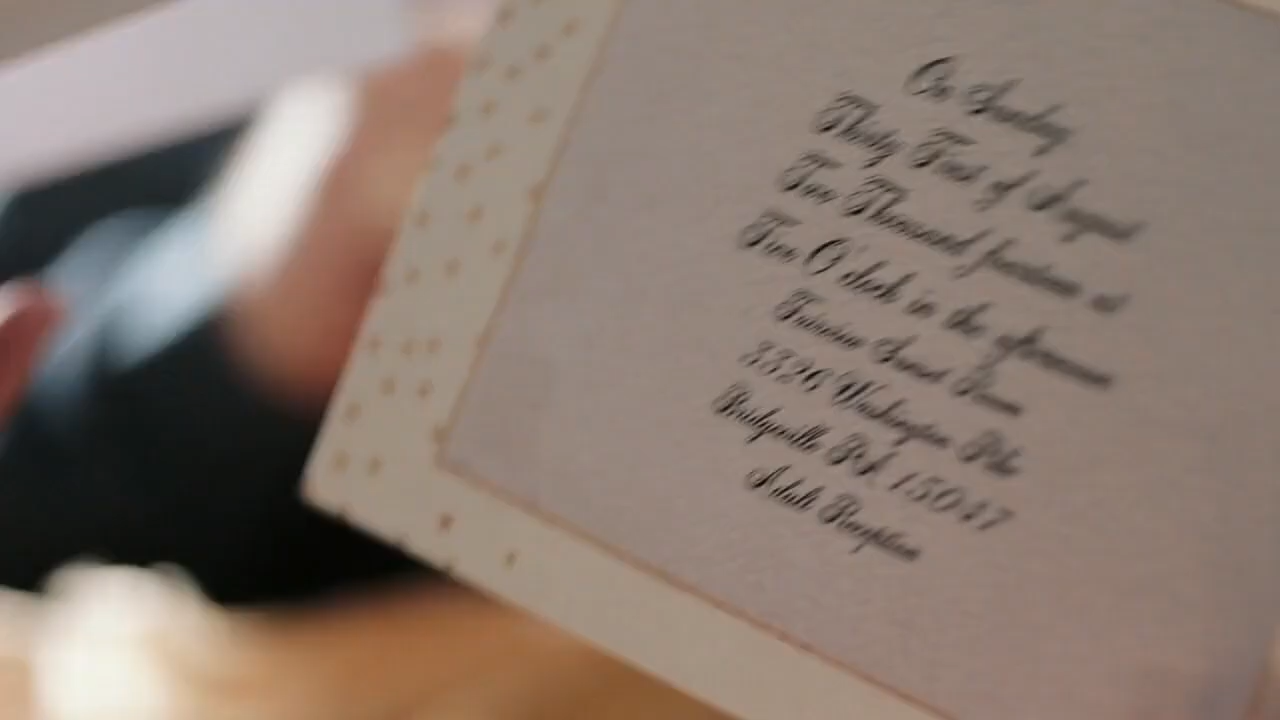 On Sunday
Thirty First of August
Two Thousand fourteen at
Two O'clock in the afternoon
3326 Washington Pike
Bridgeville PA 15017
Adult Reception